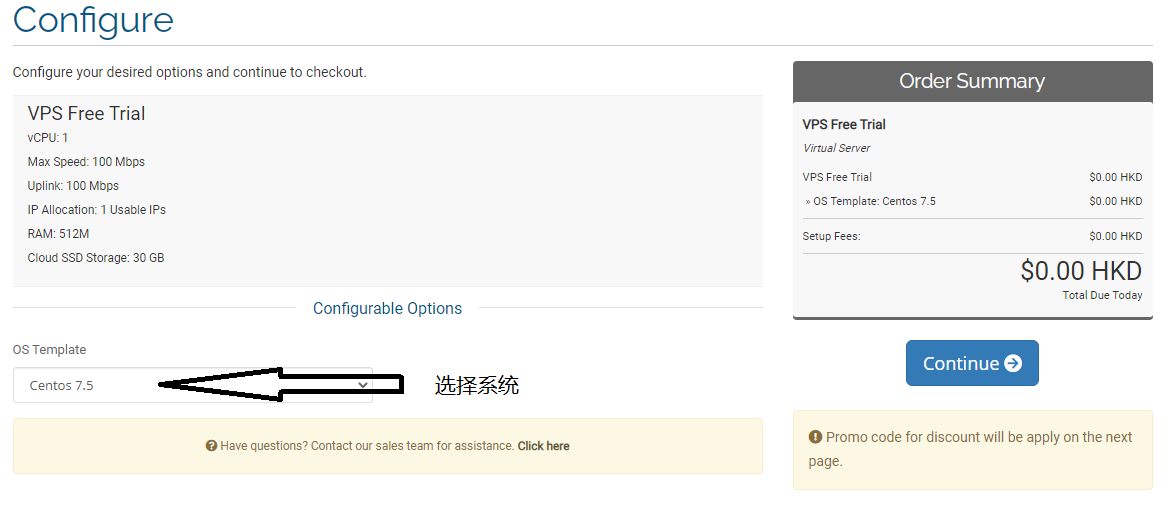 Configure
Configure your desired options and continue to checkout.
VPS Free Trial
vCPU: 1
Max Speed: 100 Mbps
Uplink: 100 Mbps
IP Allocation: 1 Usable IPs
RAM: 512M
Cloud SSD Storage: 30 GB
Configurable Options
OS Template
Centos 7.5
选择系统
Have questions? Contact our sales team for assistance. Click here
Order Summary
VPS Free Trial
Virtual Server
VPS Free Trial $0.00 HKD
» OS Template: Centos 7.5 $0.00 HKD
Setup Fees: $0.00 HKD
$0.00 HKD
Total Due Today
Continue
Promo code for discount will be apply on the next
page.